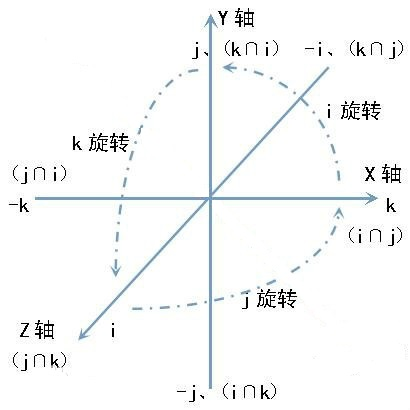 Y 轴
j、(k∩i) -i、(k∩j)
i 旋转
k 旋转
(j∩i)
-k
X 轴
k
(i∩j)
j 旋转
Z 轴
i
(j∩k)
-j、(i∩k)